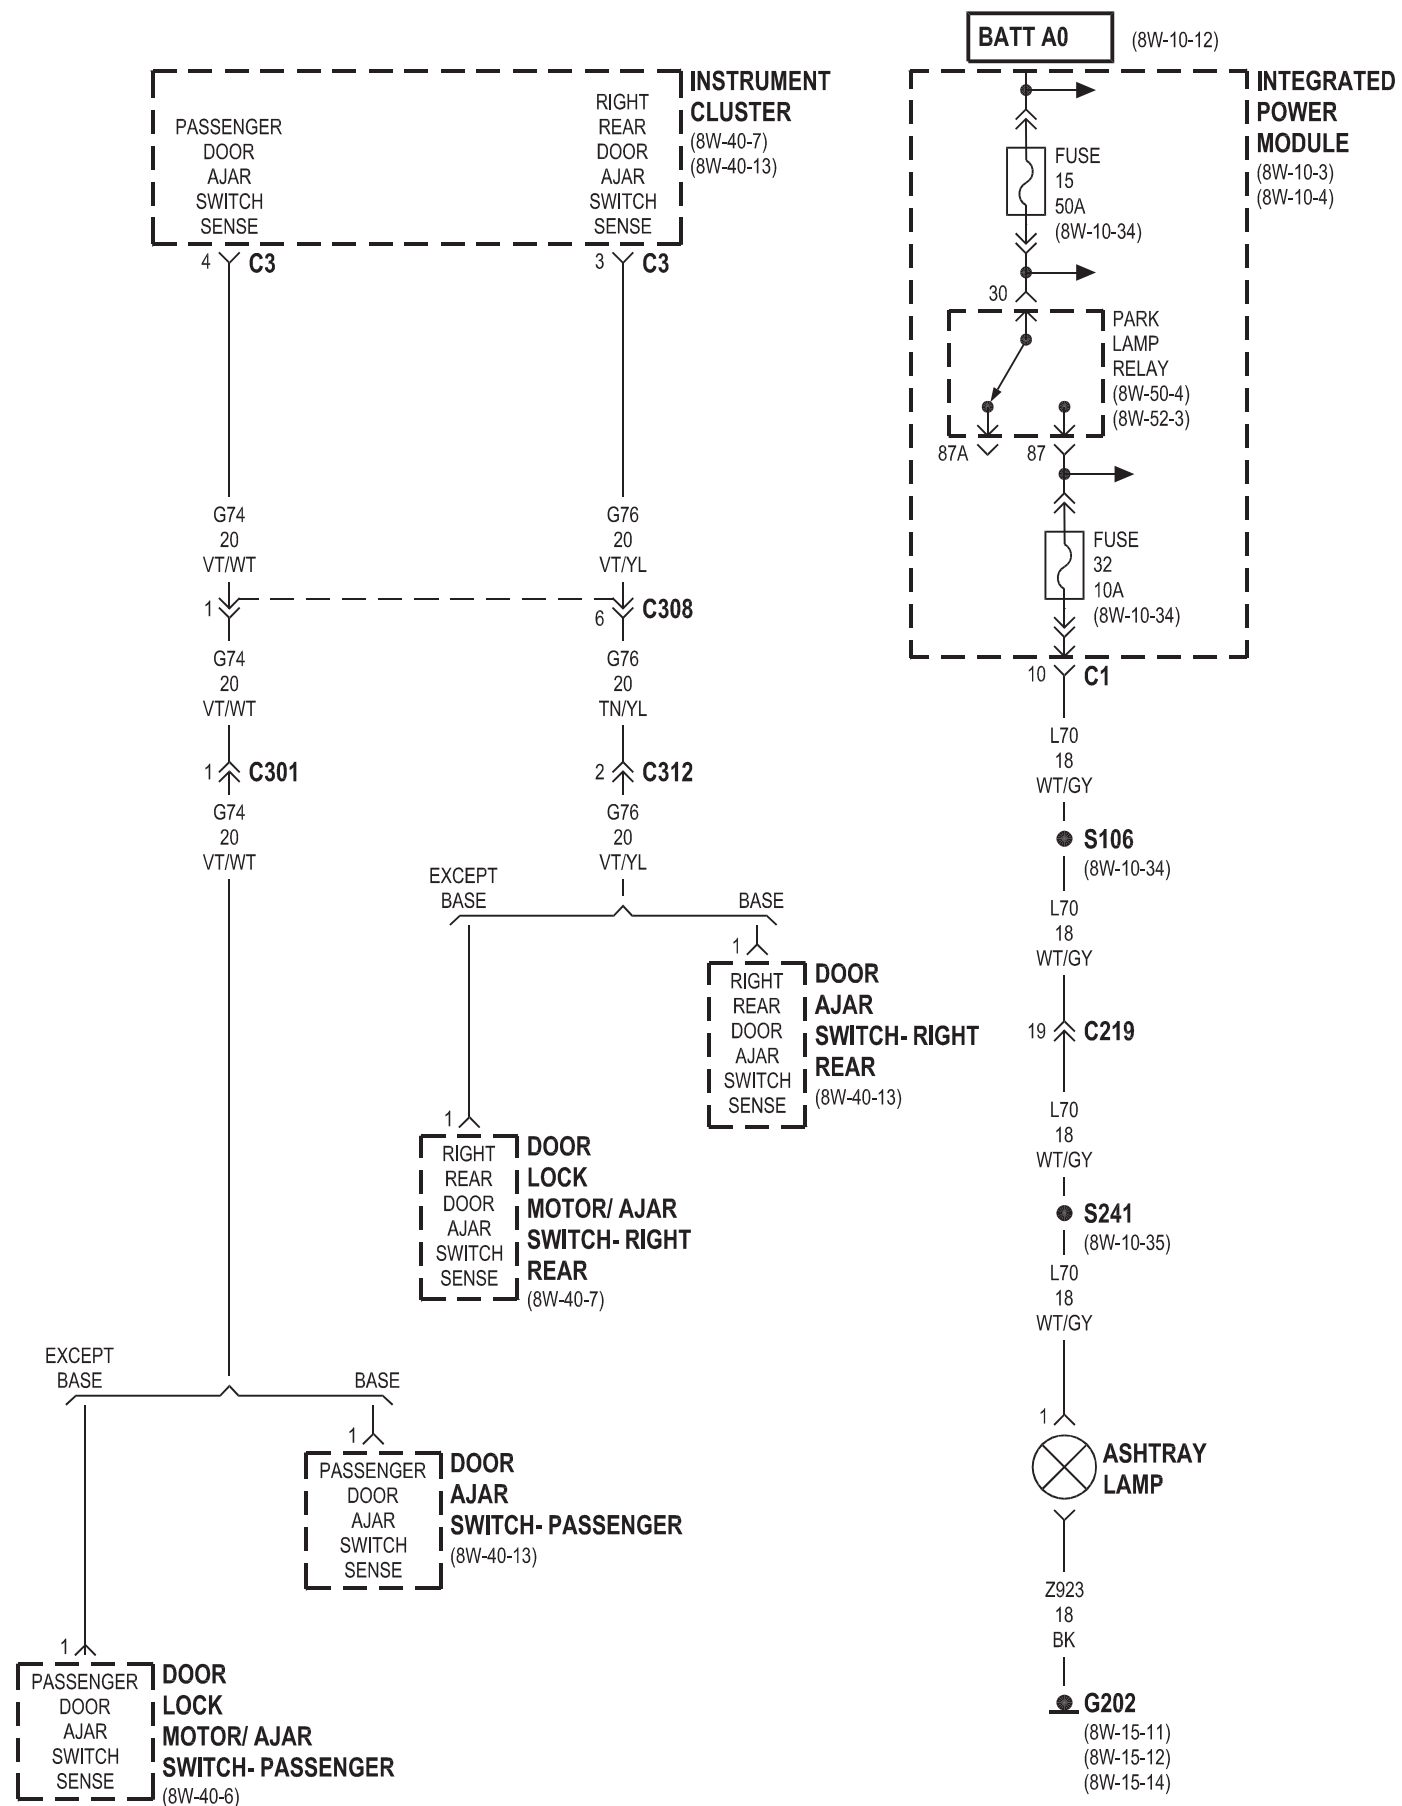 BATT A0
(8W-10-12)
INSTRUMENT
CLUSTER
(8W-40-7)
(8W-40-13)
PASSENGER
DOOR
AJAR
SWITCH
SENSE
RIGHT
REAR
DOOR
AJAR
SWITCH
SENSE
4
C3
3
C3
G74
20
VT/WT
G76
20
VT/YL
1
6
C308
G74
20
VT/WT
G76
20
TN/YL
1
C301
2
C312
G74
20
VT/WT
G76
20
VT/YL
EXCEPT
BASE
BASE
1
RIGHT
REAR
DOOR
AJAR
SWITCH
SENSE
DOOR
AJAR
SWITCH- RIGHT
REAR
(8W-40-13)
1
RIGHT
REAR
DOOR
AJAR
SWITCH
SENSE
DOOR
LOCK
MOTOR/ AJAR
SWITCH- RIGHT
REAR
(8W-40-7)
EXCEPT
BASE
BASE
1
PASSENGER
DOOR
AJAR
SWITCH
SENSE
DOOR
AJAR
SWITCH- PASSENGER
(8W-40-13)
1
PASSENGER
DOOR
AJAR
SWITCH
SENSE
DOOR
LOCK
MOTOR/ AJAR
SWITCH- PASSENGER
(8W-40-6)
INTEGRATED
POWER
MODULE
(8W-10-3)
(8W-10-4)
FUSE
15
50A
(8W-10-34)
30
PARK
LAMP
RELAY
(8W-50-4)
(8W-52-3)
87A
87
FUSE
32
10A
(8W-10-34)
10
C1
L70
18
WT/GY
S106
(8W-10-34)
L70
18
WT/GY
19
C219
L70
18
WT/GY
S241
(8W-10-35)
L70
18
WT/GY
1
ASHTRAY
LAMP
Z923
18
BK
G202
(8W-15-11)
(8W-15-12)
(8W-15-14)